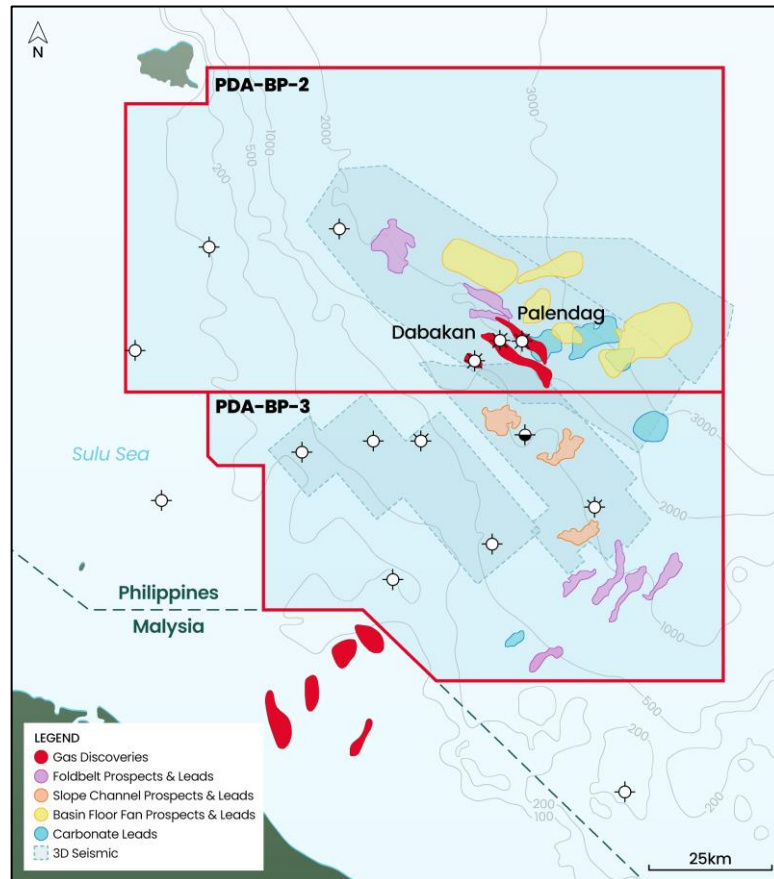 N
PDA-BP-2
3000
2000
1000
500
200
Palendag
Dabakan
PDA-BP-3
3000
Sulu Sea
2000
Philippines
Malysia
1000
500
LEGEND
Gas Discoveries
Foldbelt Prospects & Leads
Slope Channel Prospects & Leads
Basin Floor Fan Prospects & Leads
Carbonate Leads
3D Seismic
200
200
200
100
25km